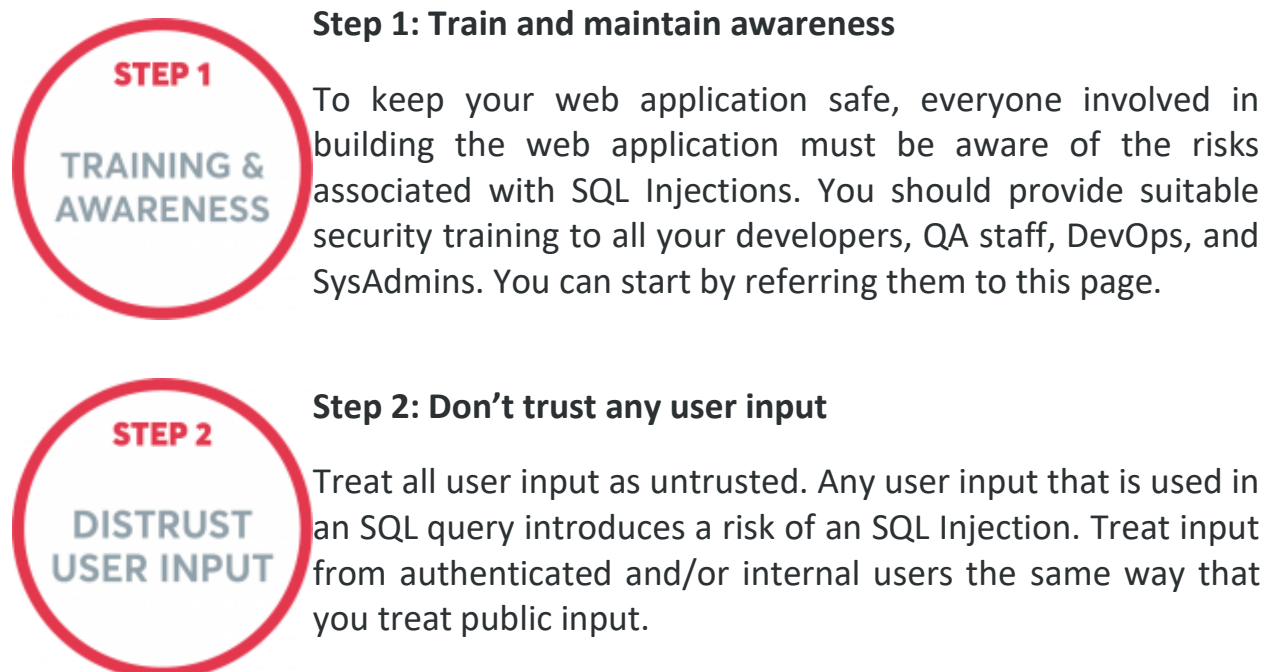 STEP 1
TRAINING &
AWARENESS
Step 1: Train and maintain awareness
To keep your web application safe, everyone involved in
building the web application must be aware of the risks
associated with SQL Injections. You should provide suitable
security training to all your developers, QA staff, DevOps, and
SysAdmins. You can start by referring them to this page.
STEP 2
DISTRUST
USER INPUT
Step 2: Don’t trust any user input
Treat all user input as untrusted. Any user input that is used in
an SQL query introduces a risk of an SQL Injection. Treat input
from authenticated and/or internal users the same way that
you treat public input.